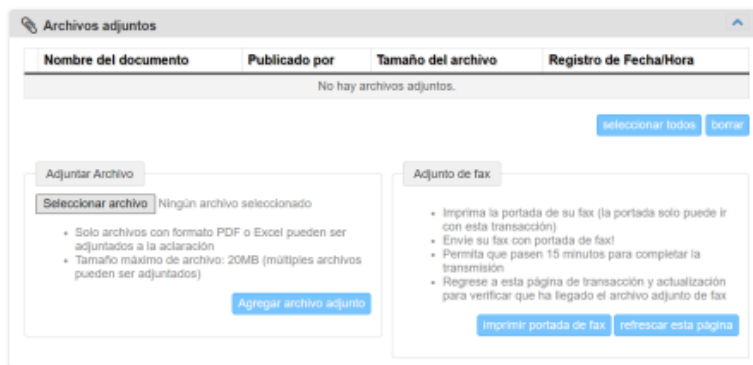 Archivos adjuntos
Nombre del documento Publicado por Tamaño del archivo Registro de Fecha/Hora
No hay archivos adjuntos.
seleccionar todos borrar
Adjuntar Archivo
Seleccionar archivo Ningún archivo seleccionado
Solo archivos con formato PDF o Excel pueden ser
adjuntados a la aclaración
Tamaño máximo de archivo: 20MB (múltiples archivos
pueden ser adjuntados)
Agregar archivo adjunto
Adjunto de fax
Imprima la portada de su fax (la portada solo puede ir
con esta transacción)
Envíe su fax con portada de fax!
Permita que pasen 15 minutos para completar la
transmisión
Regrese a esta página de transacción y actualización
para verificar que ha llegado el archivo adjunto de fax
Imprimir portada de fax refrescar esta página